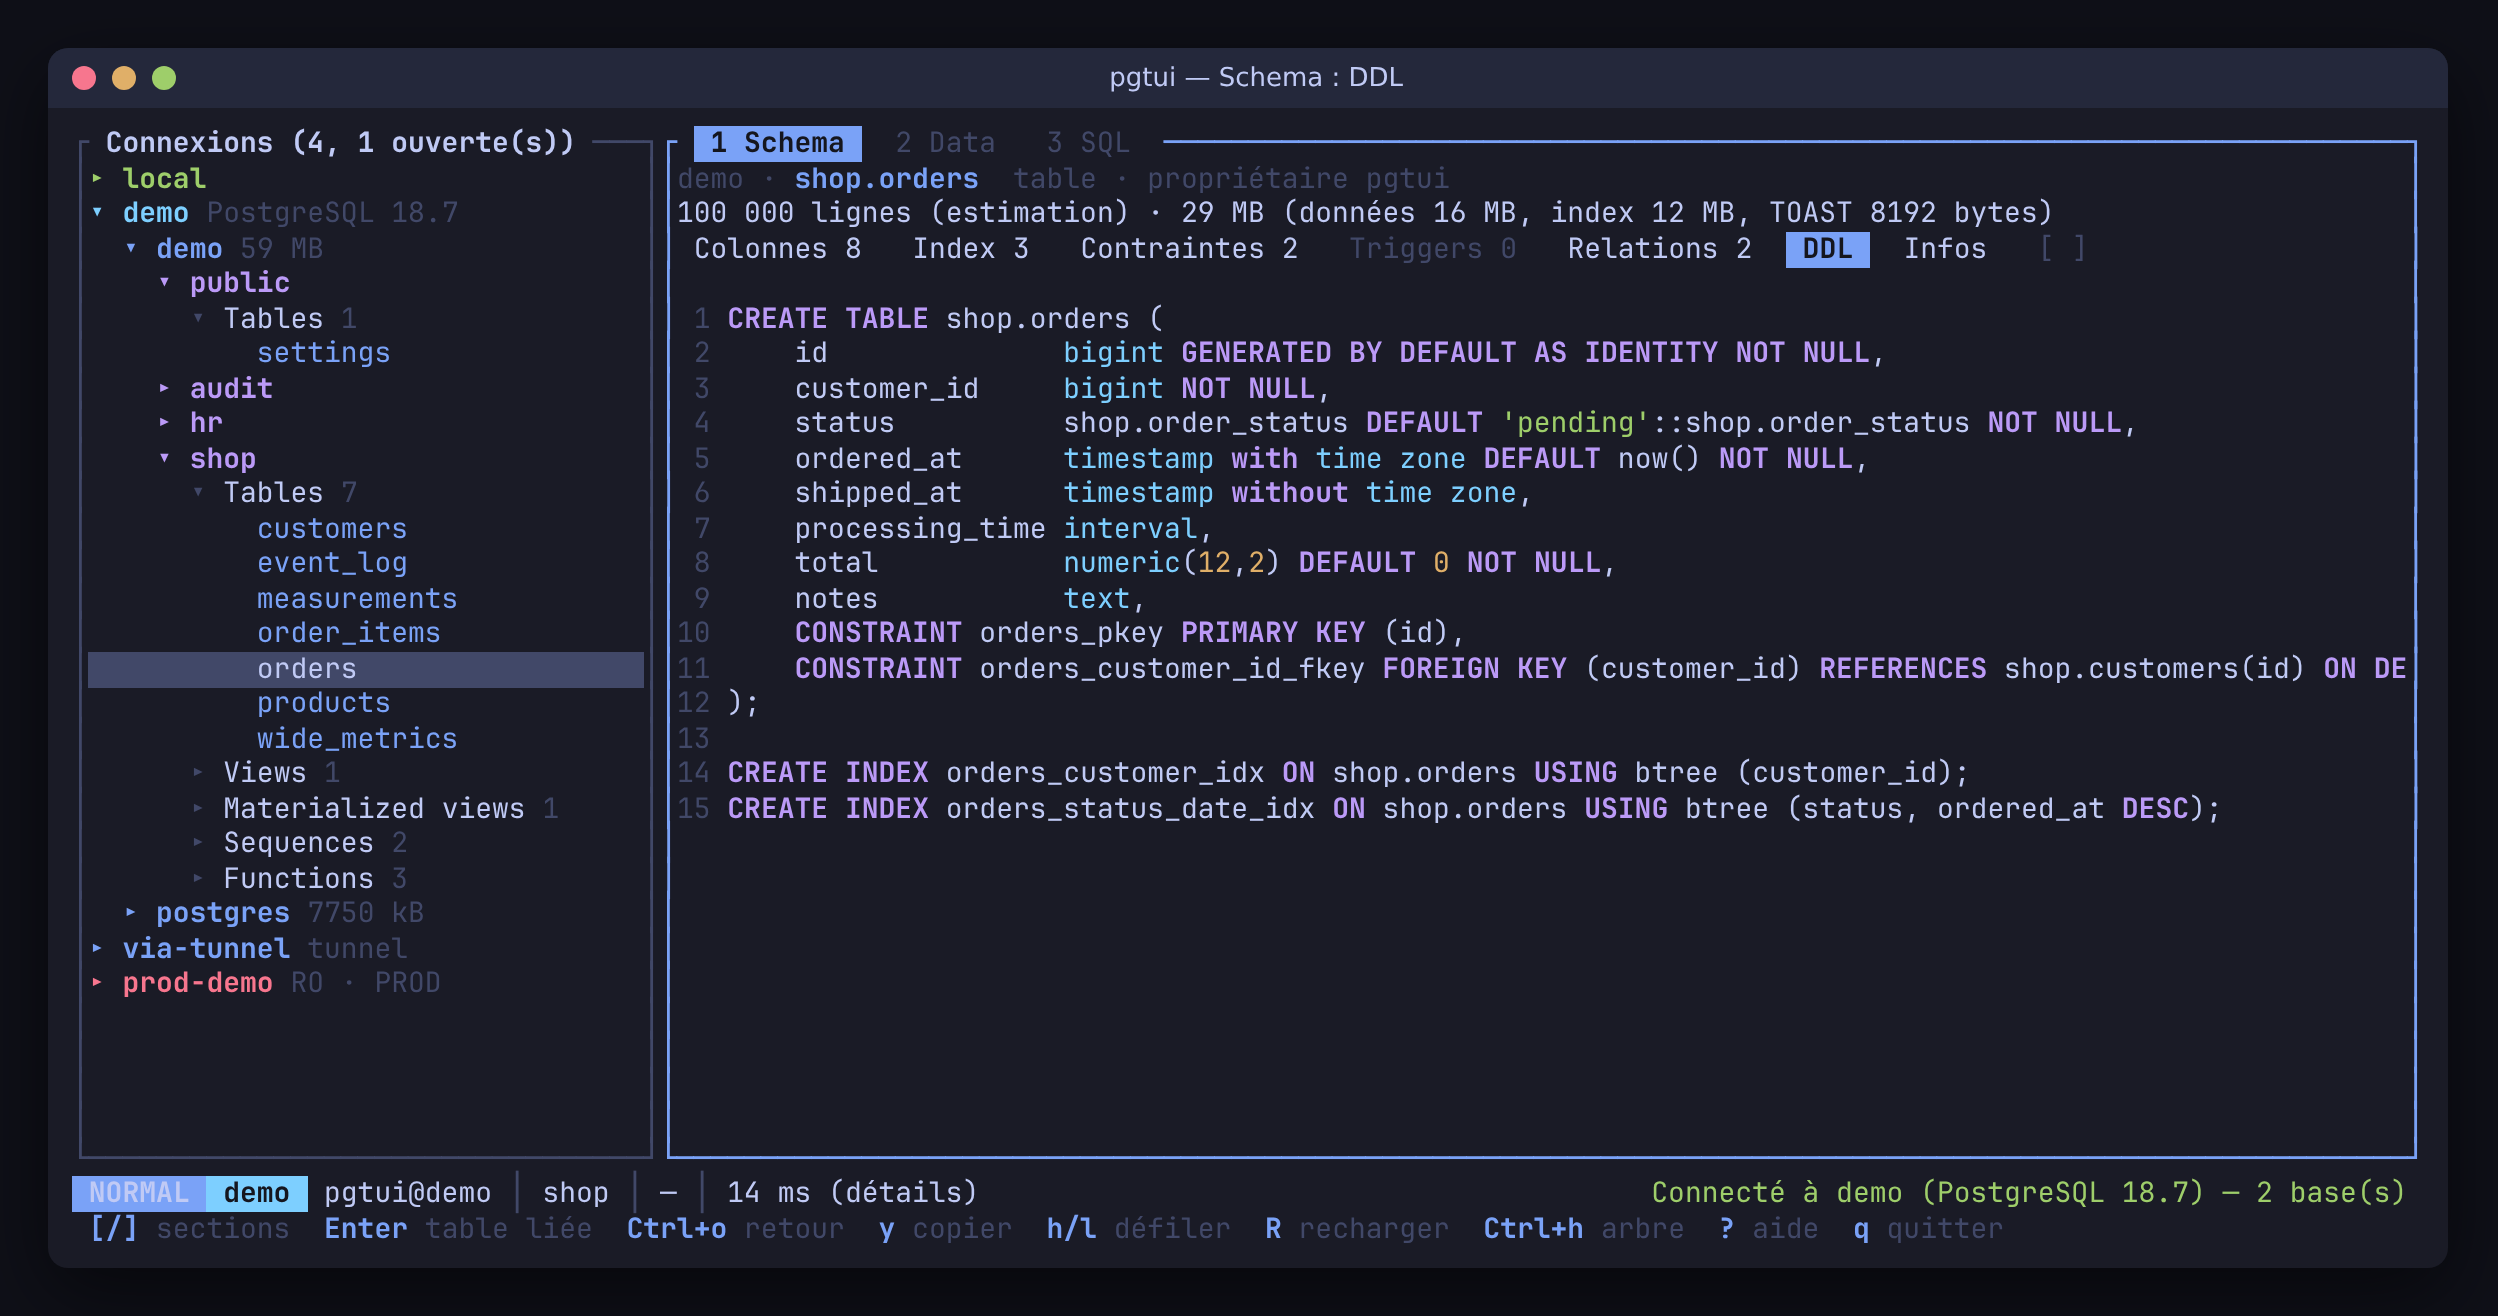 pgtui — Schema : DDL
Connexions (4, 1 ouverte(s))
▸ local
▾ demo PostgreSQL 18.7
▾ demo 59 MB
▾ public
▾ Tables 1
settings
▸ audit
▸ hr
▾ shop
▾ Tables 7
customers
event_log
measurements
order_items
orders
products
wide_metrics
▸ Views 1
▸ Materialized views 1
▸ Sequences 2
▸ Functions 3
▸ postgres 7750 kB
▸ via-tunnel tunnel
▸ prod-demo RO · PROD
1 Schema 2 Data 3 SQL
demo · shop.orders table · propriétaire pgtui
100 000 lignes (estimation) · 29 MB (données 16 MB, index 12 MB, TOAST 8192 bytes)
Colonnes 8 Index 3 Contraintes 2 Triggers 0 Relations 2 DDL Infos [ ]
1 CREATE TABLE shop.orders (
2 id bigint GENERATED BY DEFAULT AS IDENTITY NOT NULL,
3 customer_id bigint NOT NULL,
4 status shop.order_status DEFAULT 'pending'::shop.order_status NOT NULL,
5 ordered_at timestamp with time zone DEFAULT now() NOT NULL,
6 shipped_at timestamp without time zone,
7 processing_time interval,
8 total numeric(12,2) DEFAULT 0 NOT NULL,
9 notes text,
10 CONSTRAINT orders_pkey PRIMARY KEY (id),
11 CONSTRAINT orders_customer_id_fkey FOREIGN KEY (customer_id) REFERENCES shop.customers(id) ON DE
12 );
13
14 CREATE INDEX orders_customer_idx ON shop.orders USING btree (customer_id);
15 CREATE INDEX orders_status_date_idx ON shop.orders USING btree (status, ordered_at DESC);
NORMAL demo pgtui@demo │ shop │ — │ 14 ms (détails) Connecté à demo (PostgreSQL 18.7) — 2 base(s)
[/] sections Enter table liée Ctrl+o retour y copier h/l défiler R recharger Ctrl+h arbre ? aide q quitter